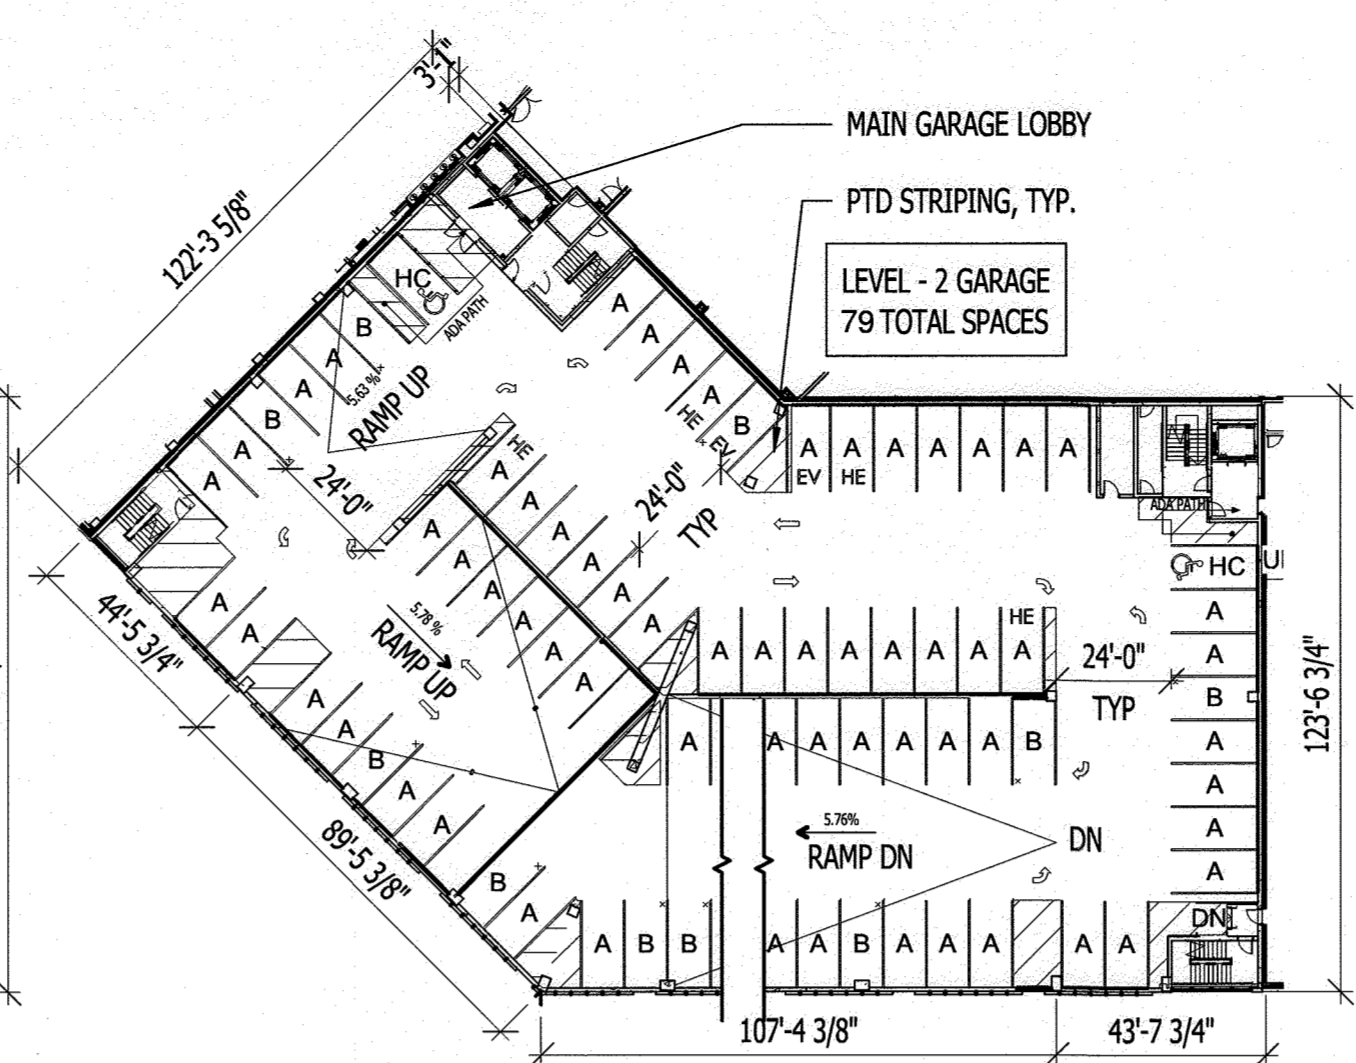 3'-1"
MAIN GARAGE LOBBY
122'-3 5/8"
PTD STRIPING, TYP.
LEVEL - 2 GARAGE
79 TOTAL SPACES
HC
ADA PATH
B
A
A
B
A
A
A
5.63 %
RAMP UP
24'-0"
A
A
A
A
B
HE
EV
HE
24'-0"
TYP
A
A
A
A
A
A
A
A
A
A
A
A
A
A
EV
HE
ADA PATH
HC
A
A
B
A
A
A
A
DN
HE
A
A
A
A
A
A
A
A
24'-0"
TYP
123'-6 3/4"
A
A
A
A
A
A
44'-5 3/4"
5.78 %
RAMP UP
A
A
A
A
B
A
A
B
A
89'-5 3/8"
A
A
A
A
A
A
A
B
5.76%
RAMP DN
DN
A
B
B
A
A
B
A
A
A
A
A
107'-4 3/8"
43'-7 3/4"